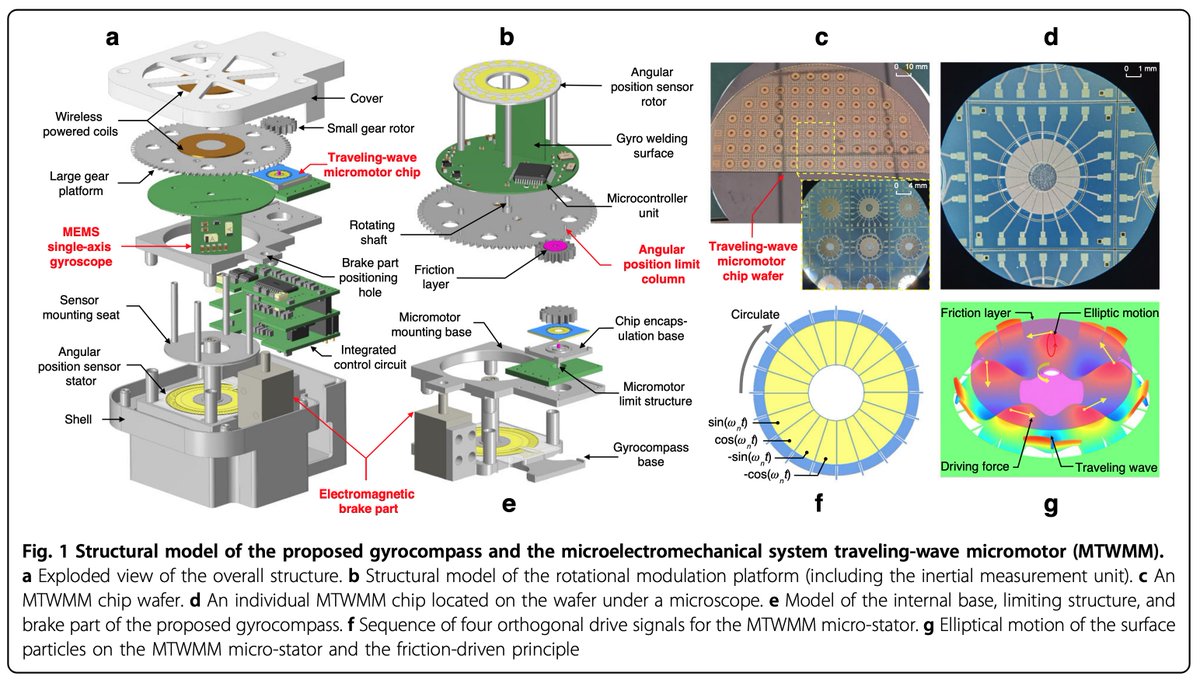 a
Cover
Wireless
powered coils
Small gear rotor
Traveling-wave
micromotor chip
Large gear
platform
MEMS
single-axis
gyroscope
Brake part
positioning
hole
Sensor
mounting seat
Angular
position sensor
stator
Integrated
control circuit
Shell
Electromagnetic
brake part
b
Angular
position sensor
rotor
Gyro welding
surface
Microcontroller
unit
Rotating
shaft
Friction
layer
Angular
position limit
column
c
0 10 mm
0 4 mm
Traveling-wave
micromotor
chip wafer
d
0 1 mm
Micromotor
mounting base
Chip encaps-
ulation base
Micromotor
limit structure
Gyrocompass
base
e
Circulate
sin(ωnt)
cos(ωnt)
-sin(ωnt)
-cos(ωnt)
f
Friction layer
Elliptic motion
Driving force
Traveling wave
g
Fig. 1 Structural model of the proposed gyrocompass and the microelectromechanical system traveling-wave micromotor (MTWMM).
a Exploded view of the overall structure. b Structural model of the rotational modulation platform (including the inertial measurement unit). c An
MTWMM chip wafer. d An individual MTWMM chip located on the wafer under a microscope. e Model of the internal base, limiting structure, and
brake part of the proposed gyrocompass. f Sequence of four orthogonal drive signals for the MTWMM micro-stator. g Elliptical motion of the surface
particles on the MTWMM micro-stator and the friction-driven principle